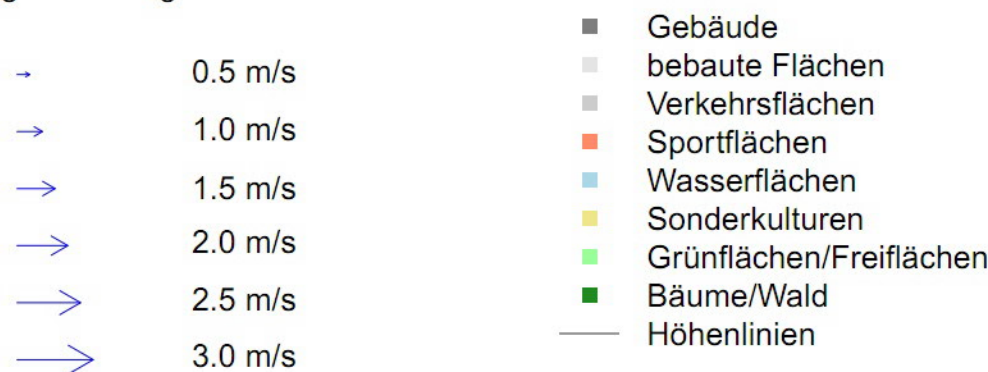 0.5 m/s
1.0 m/s
1.5 m/s
2.0 m/s
2.5 m/s
3.0 m/s
Gebäude
bebaute Flächen
Verkehrsflächen
Sportflächen
Wasserflächen
Sonderkulturen
Grünflächen/Freiflächen
Bäume/Wald
Höhenlinien